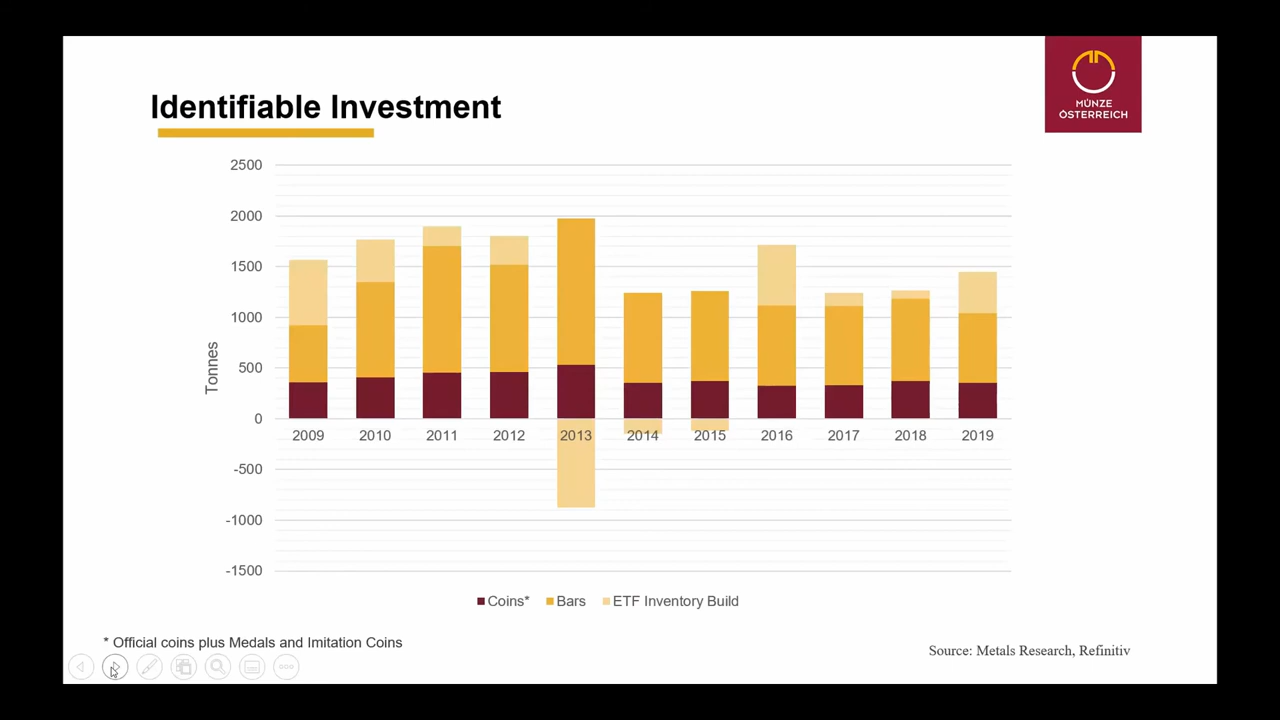 Identifiable Investment
MÜNZE
ÖSTERREICH
2500
2000
1500
1000
500
0
-500
-1000
-1500
Tonnes
2009 2010 2011 2012 2013 2014 2015 2016 2017 2018 2019
Coins* Bars ETF Inventory Build
* Official coins plus Medals and Imitation Coins
Source: Metals Research, Refinitiv